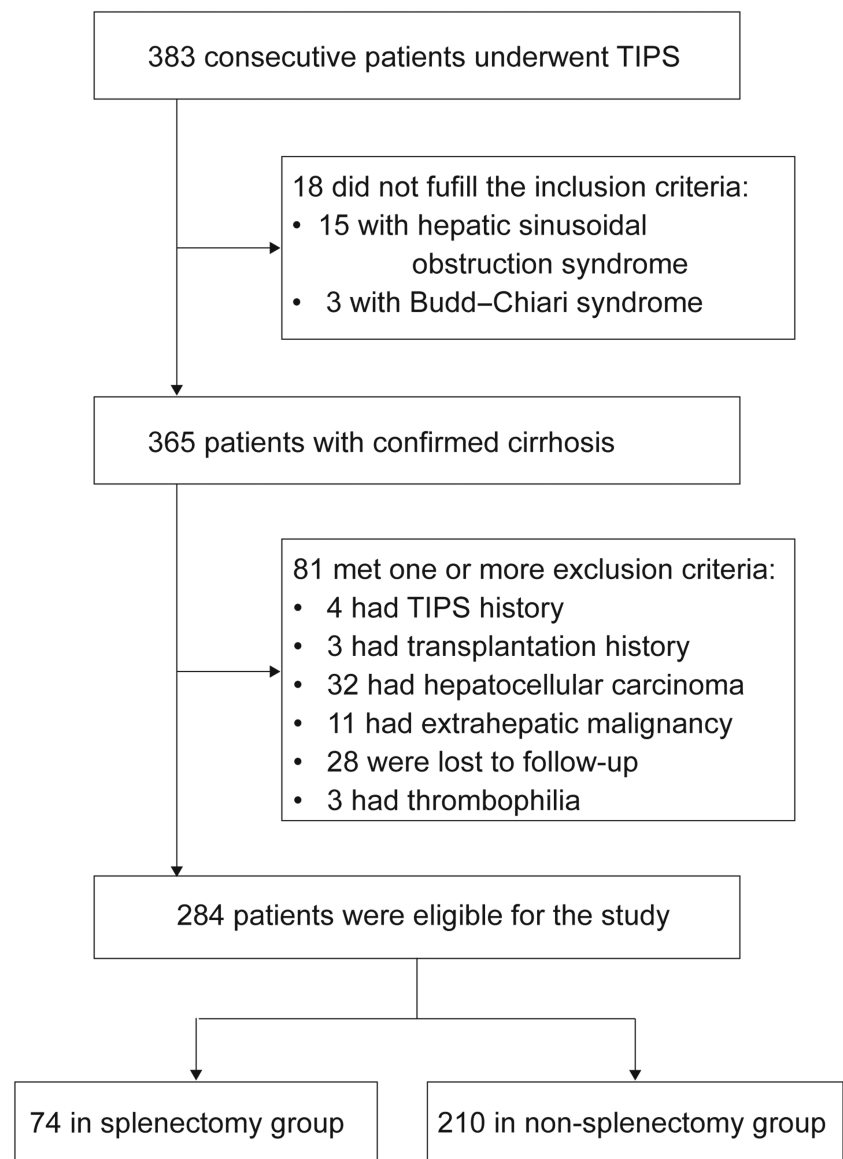 383 consecutive patients underwent TIPS
18 did not fufill the inclusion criteria:
• 15 with hepatic sinusoidal
obstruction syndrome
• 3 with Budd–Chiari syndrome
365 patients with confirmed cirrhosis
81 met one or more exclusion criteria:
• 4 had TIPS history
• 3 had transplantation history
• 32 had hepatocellular carcinoma
• 11 had extrahepatic malignancy
• 28 were lost to follow-up
• 3 had thrombophilia
284 patients were eligible for the study
74 in splenectomy group
210 in non-splenectomy group